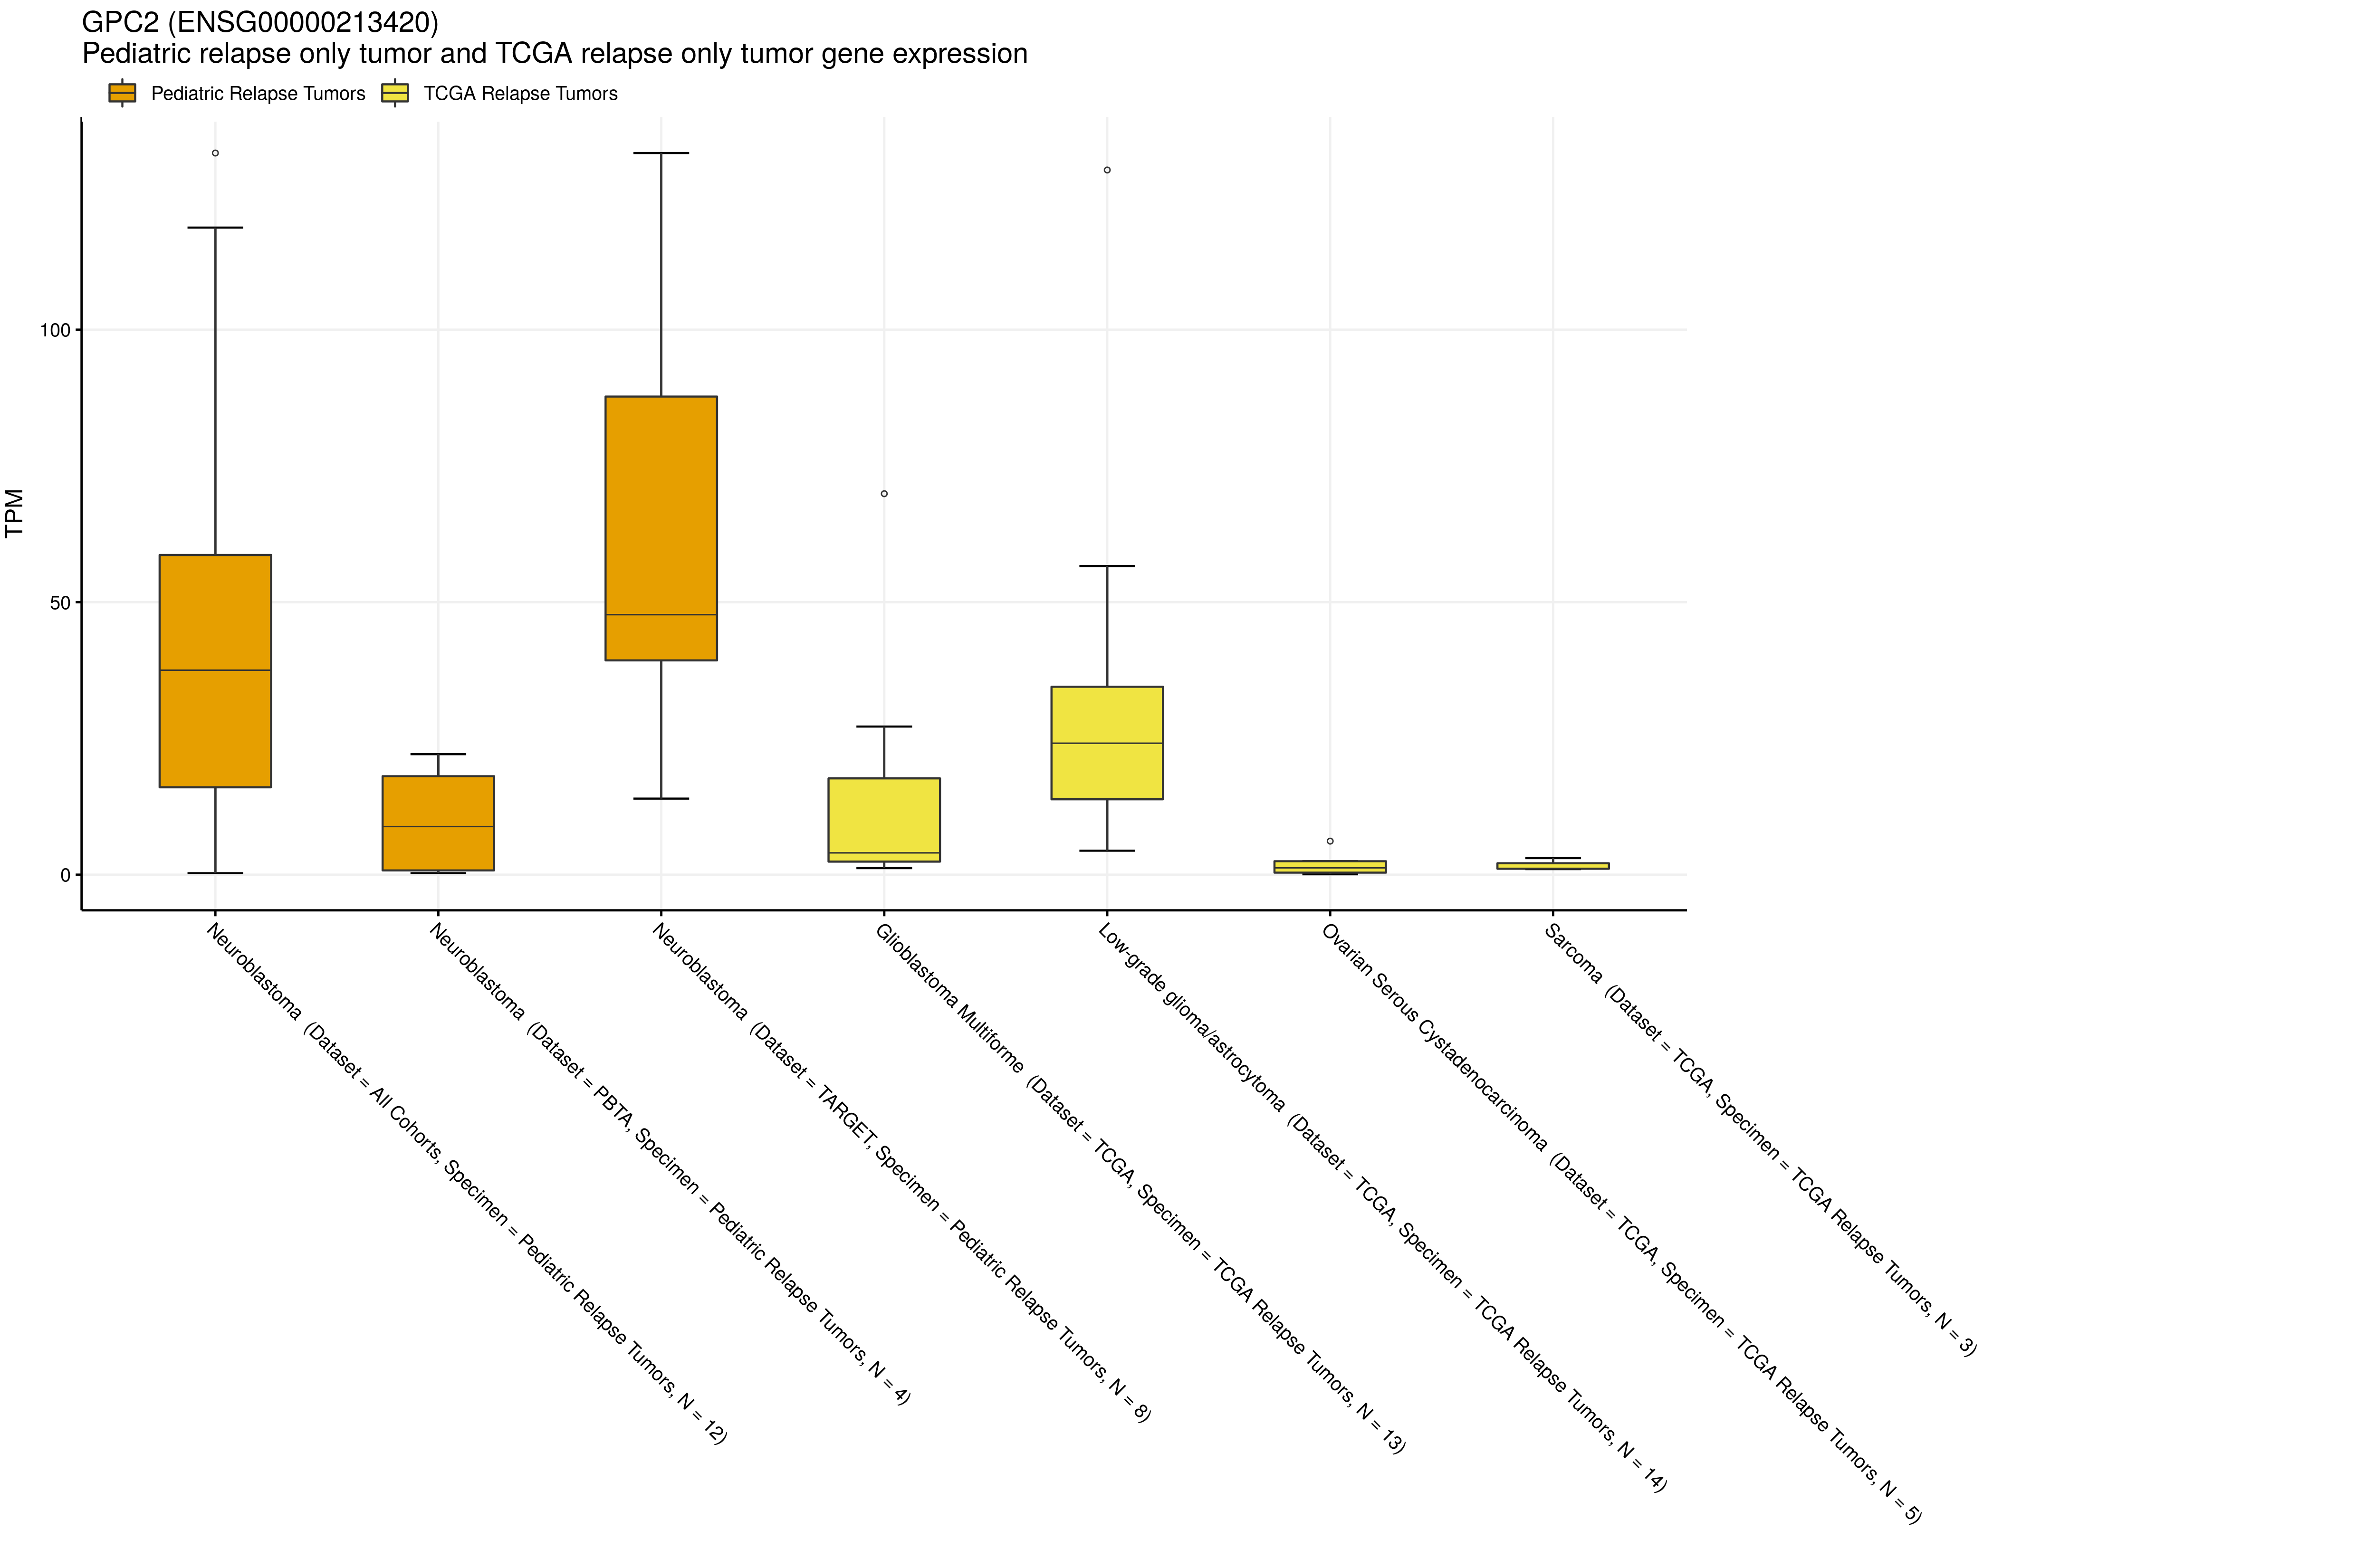 GPC2 (ENSG00000213420)
Pediatric relapse only tumor and TCGA relapse only tumor gene expression
Pediatric Relapse Tumors
TCGA Relapse Tumors
TPM
100
50
0
Neuroblastoma (Dataset = All Cohorts, Specimen = Pediatric Relapse Tumors, N = 12)
Neuroblastoma (Dataset = PBTA, Specimen = Pediatric Relapse Tumors, N = 4)
Neuroblastoma (Dataset = TARGET, Specimen = Pediatric Relapse Tumors, N = 8)
Glioblastoma Multiforme (Dataset = TCGA, Specimen = TCGA Relapse Tumors, N = 13)
Low-grade glioma/astrocytoma (Dataset = TCGA, Specimen = TCGA Relapse Tumors, N = 14)
Ovarian Serous Cystadenocarcinoma (Dataset = TCGA, Specimen = TCGA Relapse Tumors, N = 5)
Sarcoma (Dataset = TCGA, Specimen = TCGA Relapse Tumors, N = 3)